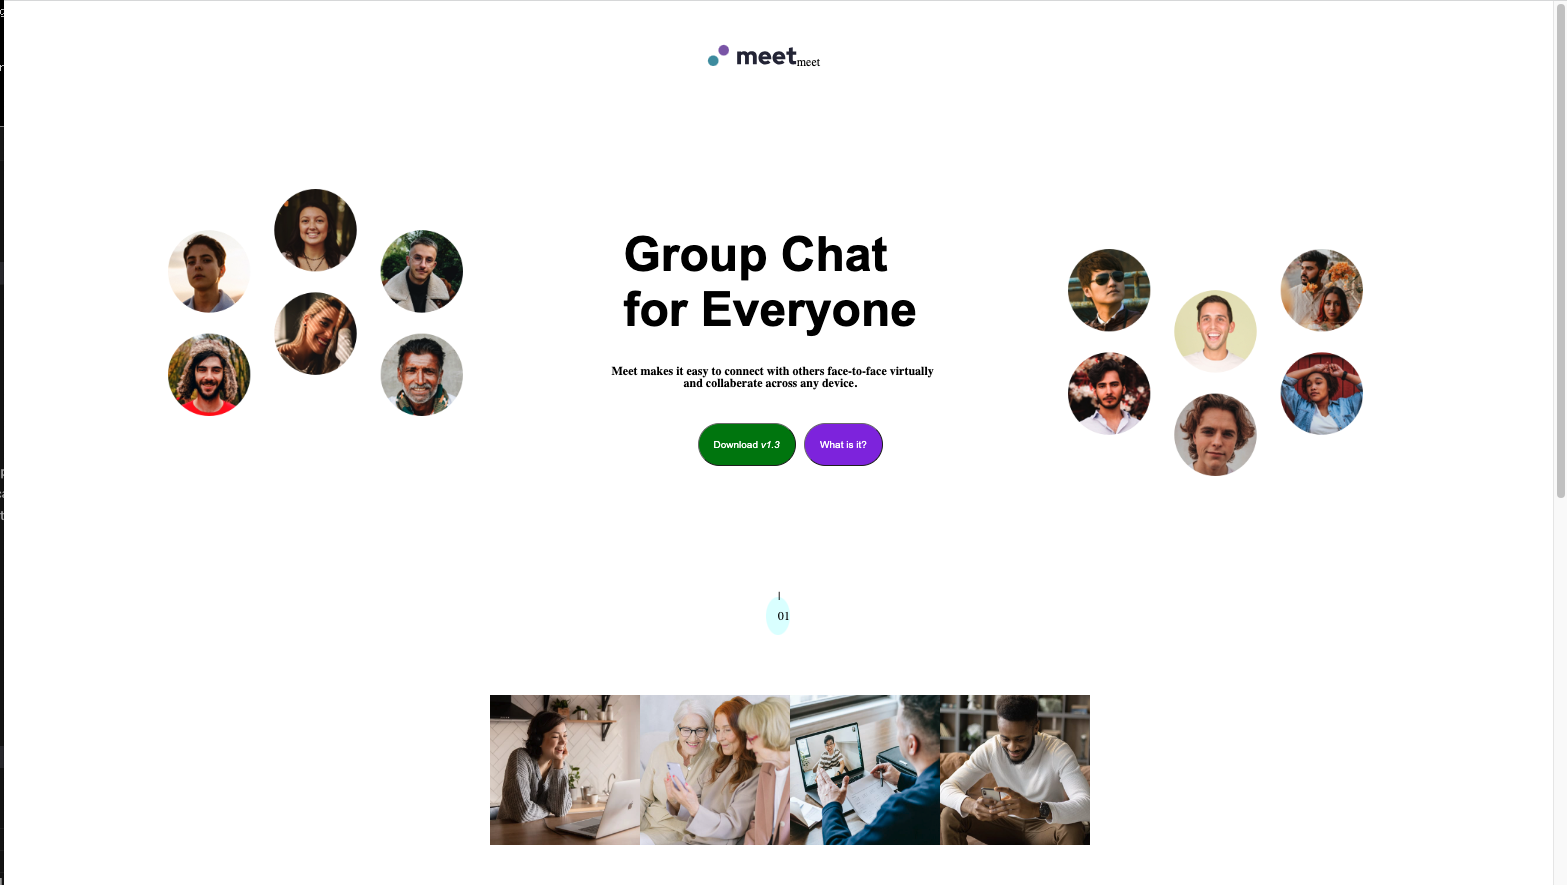 meet meet
Group Chat
for Everyone
Meet makes it easy to connect with others face-to-face virtually
and collaberate across any device.
Download v1.3
What is it?
01